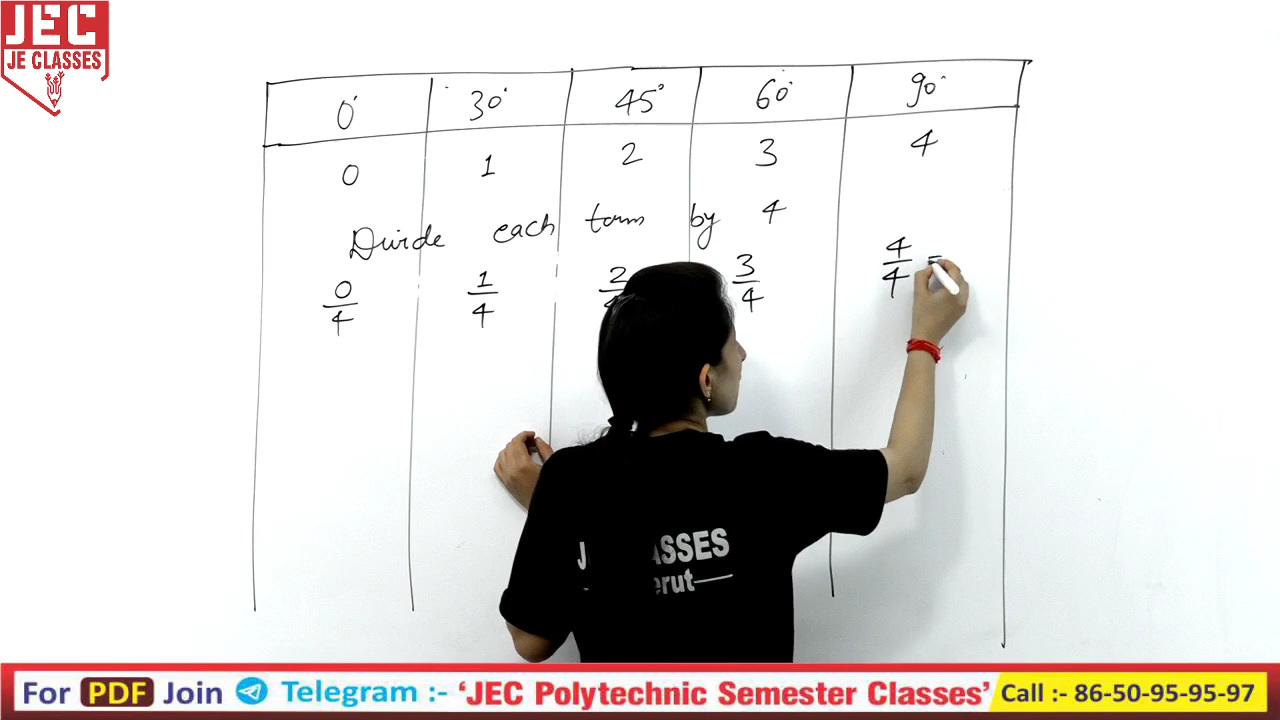 JEC
JE CLASSES
0° 30° 45° 60° 90°
0 1 2 3 4
Divide each term by 4
0/4 1/4 2/ 3/4 4/4 =
ASSES
For PDF Join Telegram :- ‘JEC Polytechnic Semester Classes’ Call :- 86-50-95-95-97